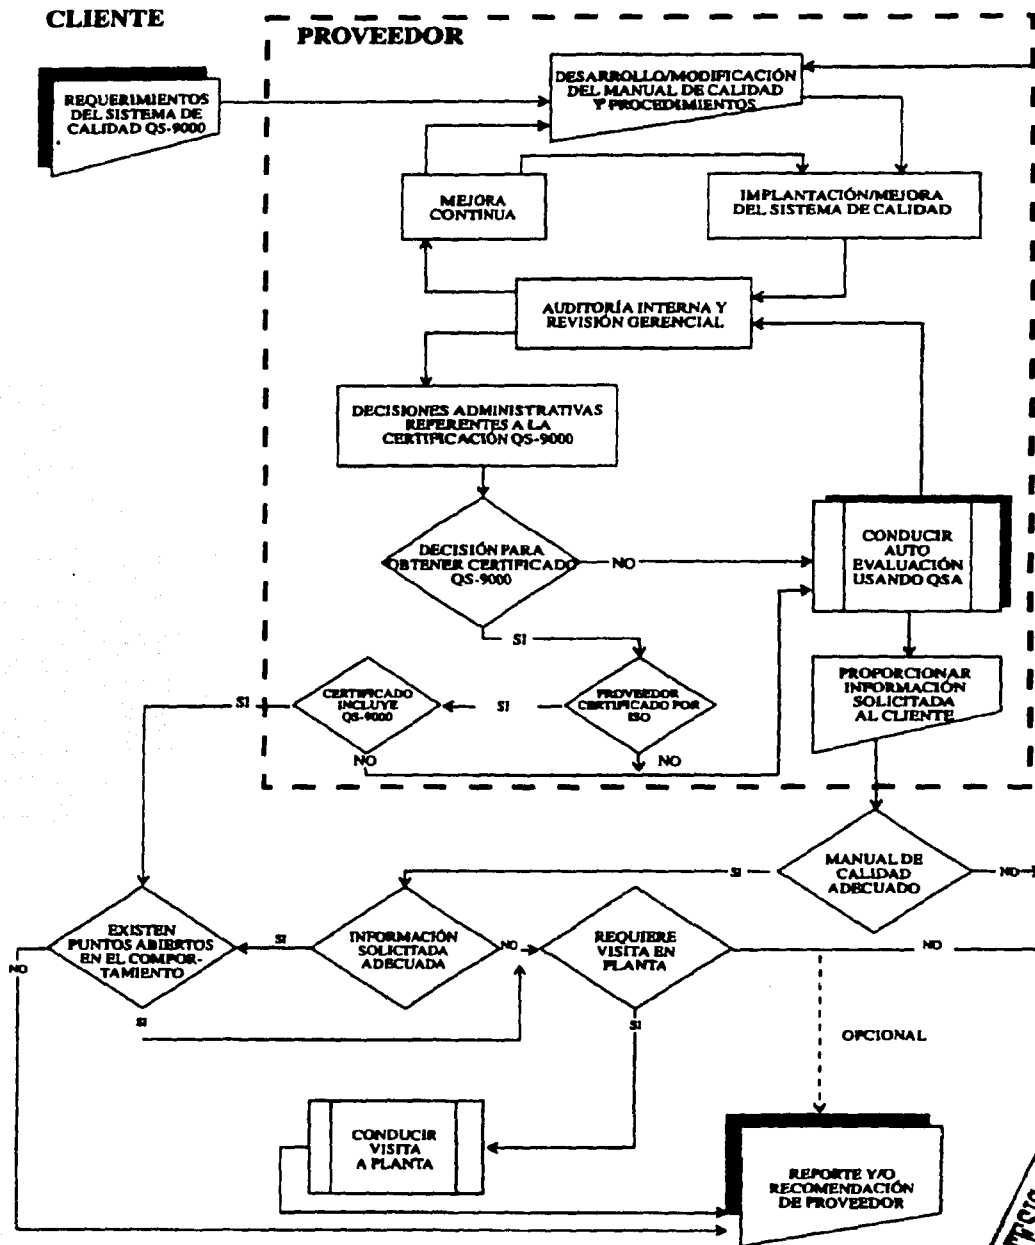 CLIENTE
PROVEEDOR
REQUERIMIENTOS
DEL SISTEMA DE
CALIDAD QS-9000
DESARROLLO/MODIFICACIÓN
DEL MANUAL DE CALIDAD
Y PROCEDIMIENTOS
MEJORA
CONTINUA
IMPLANTACIÓN/MEJORA
DEL SISTEMA DE CALIDAD
AUDITORÍA INTERNA Y
REVISIÓN GERENCIAL
DECISIONES ADMINISTRATIVAS
REFERENTES A LA
CERTIFICACIÓN QS-9000
DECISIÓN PARA
OBTENER CERTIFICADO
QS-9000
NO
CONDUCIR
AUTO
EVALUACIÓN
USANDO QSA
SI
PROPORCIONAR
INFORMACIÓN
SOLICITADA
AL CLIENTE
SI
CERTIFICADO
INCLUYE
QS-9000
SI
PROVEEDOR
CERTIFICADO POR
ISO
NO
NO
MANUAL DE
CALIDAD
ADECUADO
SI
NO
EXISTEN
PUNTOS ABIERTOS
EN EL COMPOR-
TAMIENTO
SI
INFORMACIÓN
SOLICITADA
ADECUADA
NO
REQUIERE
VISITA EN
PLANTA
NO
NO
SI
SI
OPCIONAL
CONDUCIR
VISITA
A PLANTA
REPORTE Y/O
RECOMENDACIÓN
DE PROVEEDOR
TESIS